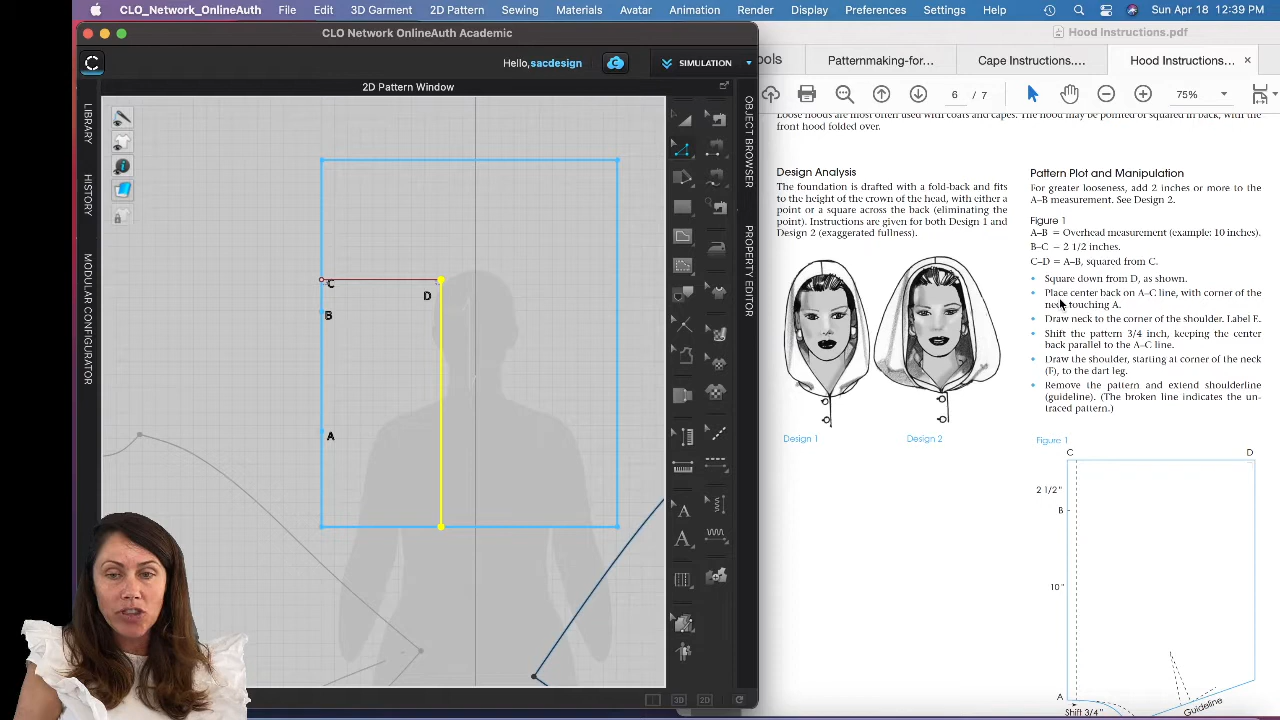 CLO_Network_OnlineAuth File Edit 3D Garment 2D Pattern Sewing Materials Avatar Animation Render Display Preferences Settings Help Sun Apr 18 12:39 PM
CLO Network OnlineAuth Academic
Hood Instructions.pdf
Hello,sacdesign
SIMULATION
ools
Patternmaking-for...
Cape Instructions....
Hood Instructions...
2D Pattern Window
6 / 7
75%
LIBRARY
HISTORY
MODULAR CONFIGURATOR
OBJECT BROWSER
PROPERTY EDITOR
C
D
B
A
3D
2D
front hood folded over.
Design Analysis
The foundation is drafted with a fold-back and fits
to the height of the crown of the head, with either a
point or a square across the back (eliminating the
point). Instructions are given for both Design 1 and
Design 2 (exaggerated fullness).
Design 1
Design 2
Pattern Plot and Manipulation
For greater looseness, add 2 inches or more to the
A–B measurement. See Design 2.
Figure 1
A–B = Overhead measurement (example: 10 inches).
B–C – 2 1/2 inches.
C–D = A–B, squared from C.
• Square down from D, as shown.
• Place center back on A–C line, with corner of the
neck touching A.
• Draw neck to the corner of the shoulder. Label E.
• Shift the pattern 3/4 inch, keeping the center
back parallel to the A–C line.
• Draw the shoulder, starting at corner of the neck
to the dart leg.
• Remove the pattern and extend shoulderline
(guideline). (The broken line indicates the un-
traced pattern.)
Figure 1
C
D
2 1/2"
B
10"
A
Shift 3/4"
Guideline